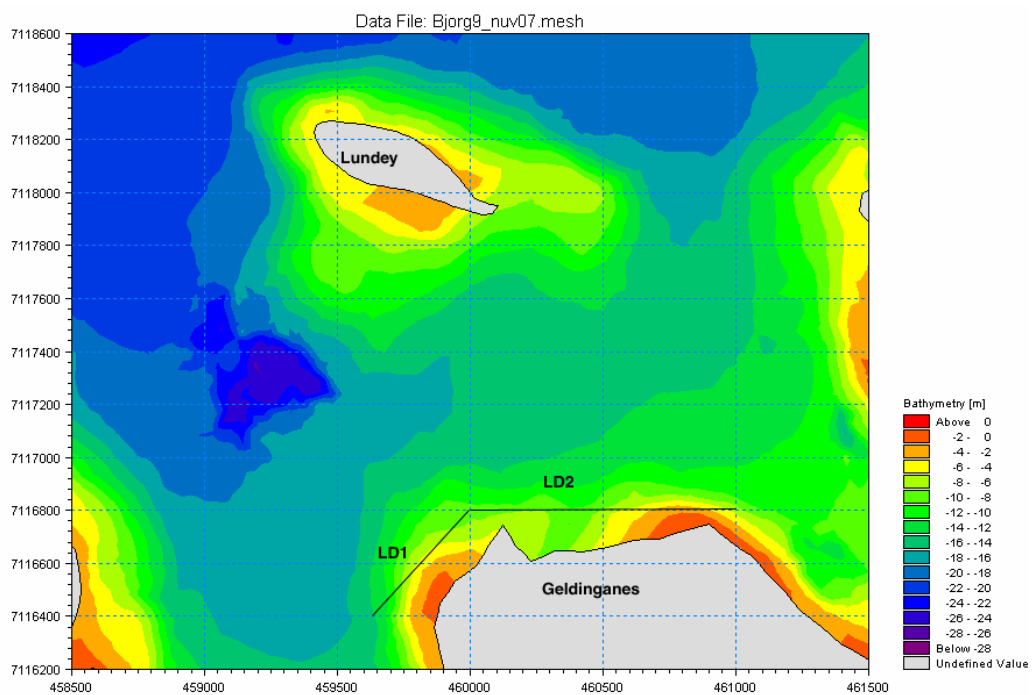 Data File: Bjorg9_nuv07.mesh
7118600
7118400
7118200
7118000
7117800
7117600
7117400
7117200
7117000
7116800
7116600
7116400
7116200
Lundey
LD2
LD1
Geldinganes
458500 459000 459500 460000 460500 461000 461500
Bathymetry [m]
Above 0
-2 - 0
-4 - -2
-6 - -4
-8 - -6
-10 - -8
-12 - -10
-14 - -12
-16 - -14
-18 - -16
-20 - -18
-22 - -20
-24 - -22
-26 - -24
-28 - -26
Below -28
Undefined Value